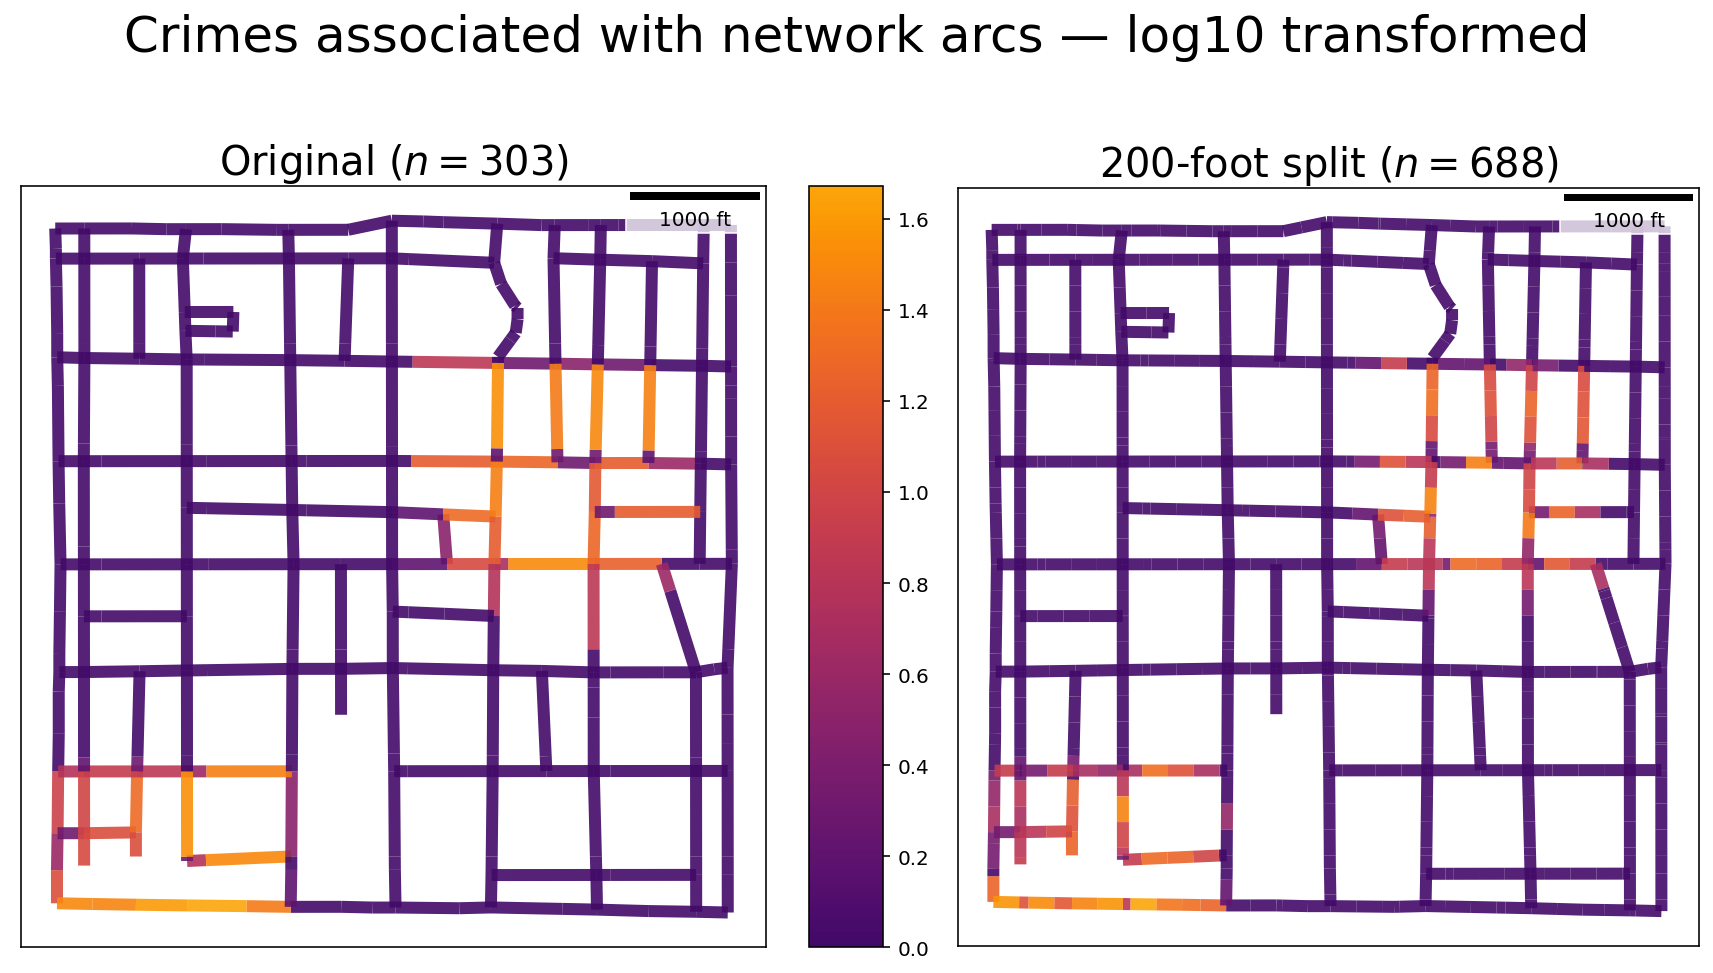 Crimes associated with network arcs — log10 transformed
Original (n = 303)
200-foot split (n = 688)
1000 ft
1000 ft
1.6
1.4
1.2
1.0
0.8
0.6
0.4
0.2
0.0